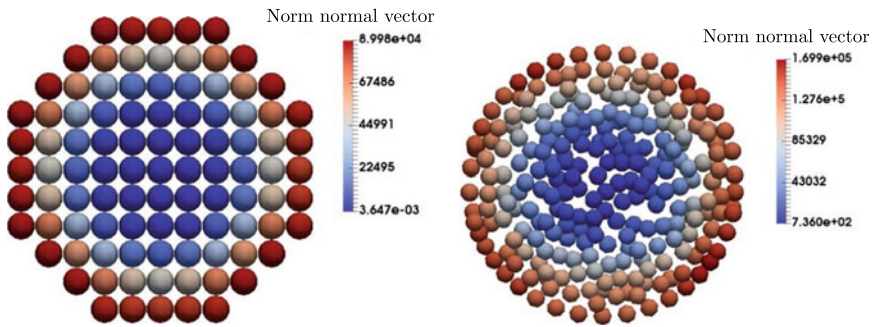 Norm normal vector
8.998e+04
67486
44991
22495
3.647e-03
Norm normal vector
1.699e+05
1.276e+5
85329
43032
7.360e+02